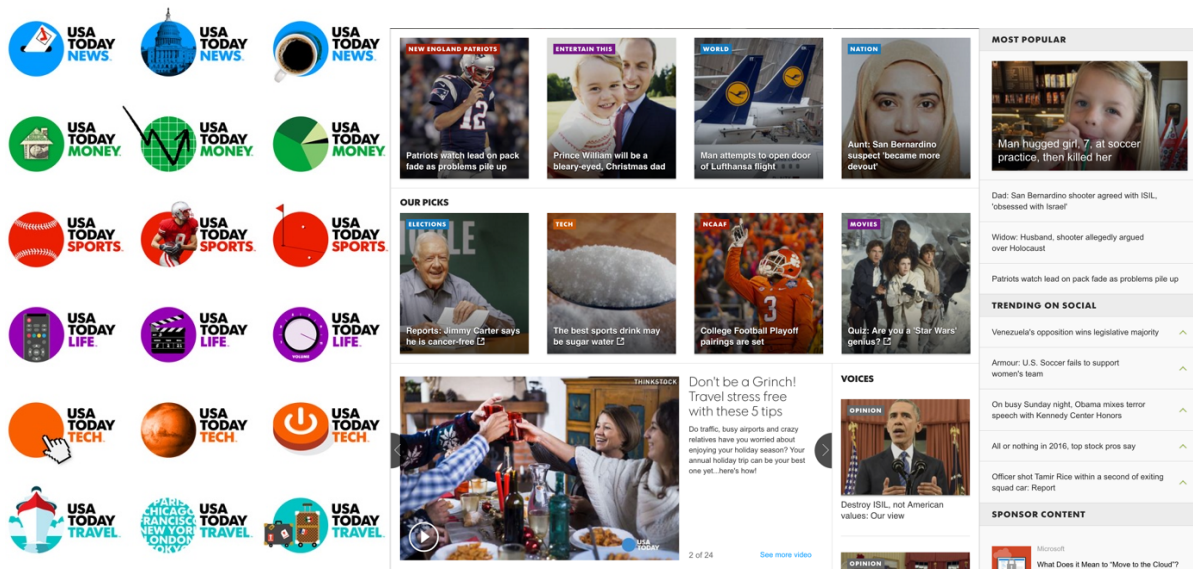 USA
TODAY
NEWS
USA
TODAY
NEWS
USA
TODAY
NEWS
USA
TODAY
MONEY
USA
TODAY
MONEY
USA
TODAY
MONEY
USA
TODAY
SPORTS
USA
TODAY
SPORTS
USA
TODAY
SPORTS
USA
TODAY
LIFE
USA
TODAY
LIFE
VOLUME
USA
TODAY
LIFE
USA
TODAY
TECH
USA
TODAY
TECH
USA
TODAY
TECH
USA
TODAY
TRAVEL
PARIS
CHICAGO
FRANCISCO
NEW YORK
LONDON
TOKYO
USA
TODAY
TRAVEL
USA
TODAY
TRAVEL
NEW ENGLAND PATRIOTS
12
Patriots watch lead on pack
fade as problems pile up
ENTERTAIN THIS
Prince William will be a
bleary-eyed, Christmas dad
WORLD
Man attempts to open door
of Lufthansa flight
NATION
Aunt: San Bernardino
suspect 'became more
devout'
OUR PICKS
ELECTIONS
Reports: Jimmy Carter says
he is cancer-free
TECH
The best sports drink may
be sugar water
NCAAF
3
College Football Playoff
pairings are set
MOVIES
Quiz: Are you a 'Star Wars'
genius?
THINKSTOCK
USA
TODAY
Don't be a Grinch!
Travel stress free
with these 5 tips
Do traffic, busy airports and crazy
relatives have you worried about
enjoying your holiday season? Your
annual holiday trip can be your best
one yet...here's how!
2 of 24
See more video
VOICES
OPINION
Destroy ISIL, not American
values: Our view
OPINION
MOST POPULAR
Man hugged girl, 7, at soccer
practice, then killed her
Dad: San Bernardino shooter agreed with ISIL,
'obsessed with Israel'
Widow: Husband, shooter allegedly argued
over Holocaust
Patriots watch lead on pack fade as problems pile up
TRENDING ON SOCIAL
Venezuela's opposition wins legislative majority
Armour: U.S. Soccer fails to support
women's team
On busy Sunday night, Obama mixes terror
speech with Kennedy Center Honors
All or nothing in 2016, top stock pros say
Officer shot Tamir Rice within a second of exiting
squad car: Report
SPONSOR CONTENT
Microsoft
What Does it Mean to "Move to the Cloud"?